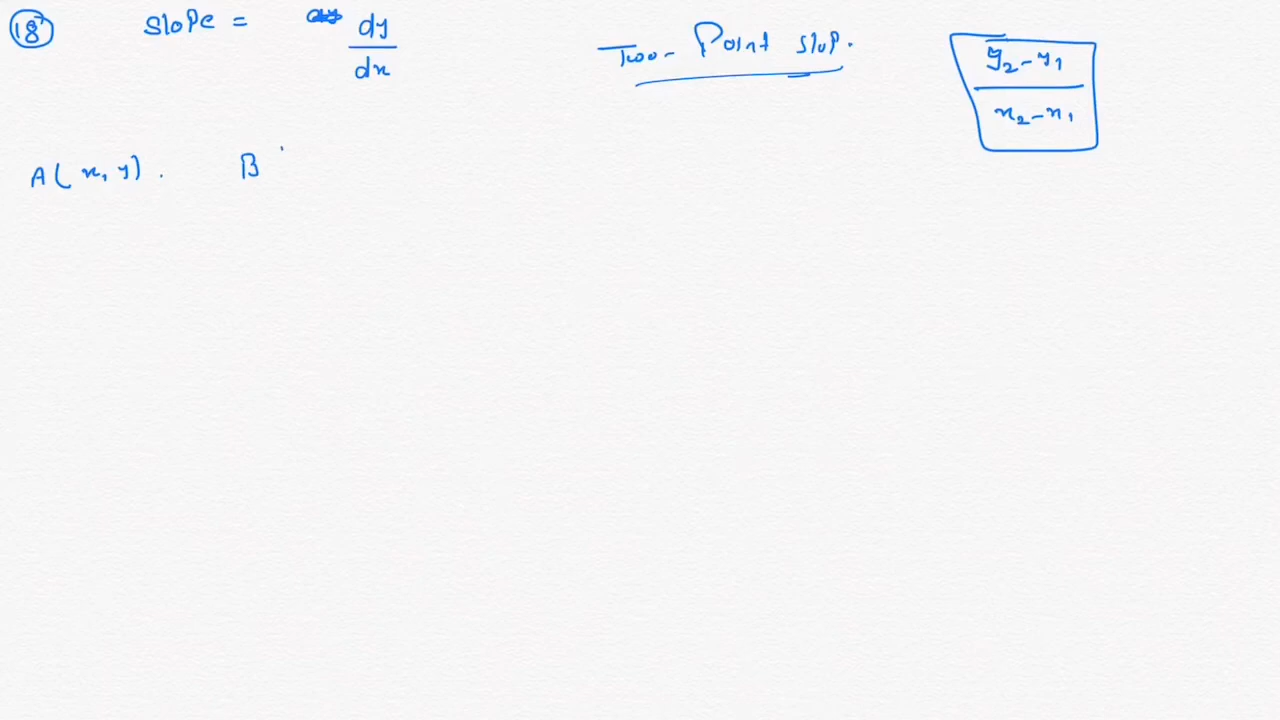 18) Slope = dy/dx
Two-Point slop.
y₂-y₁/x₂-x₁
A(x, y). B